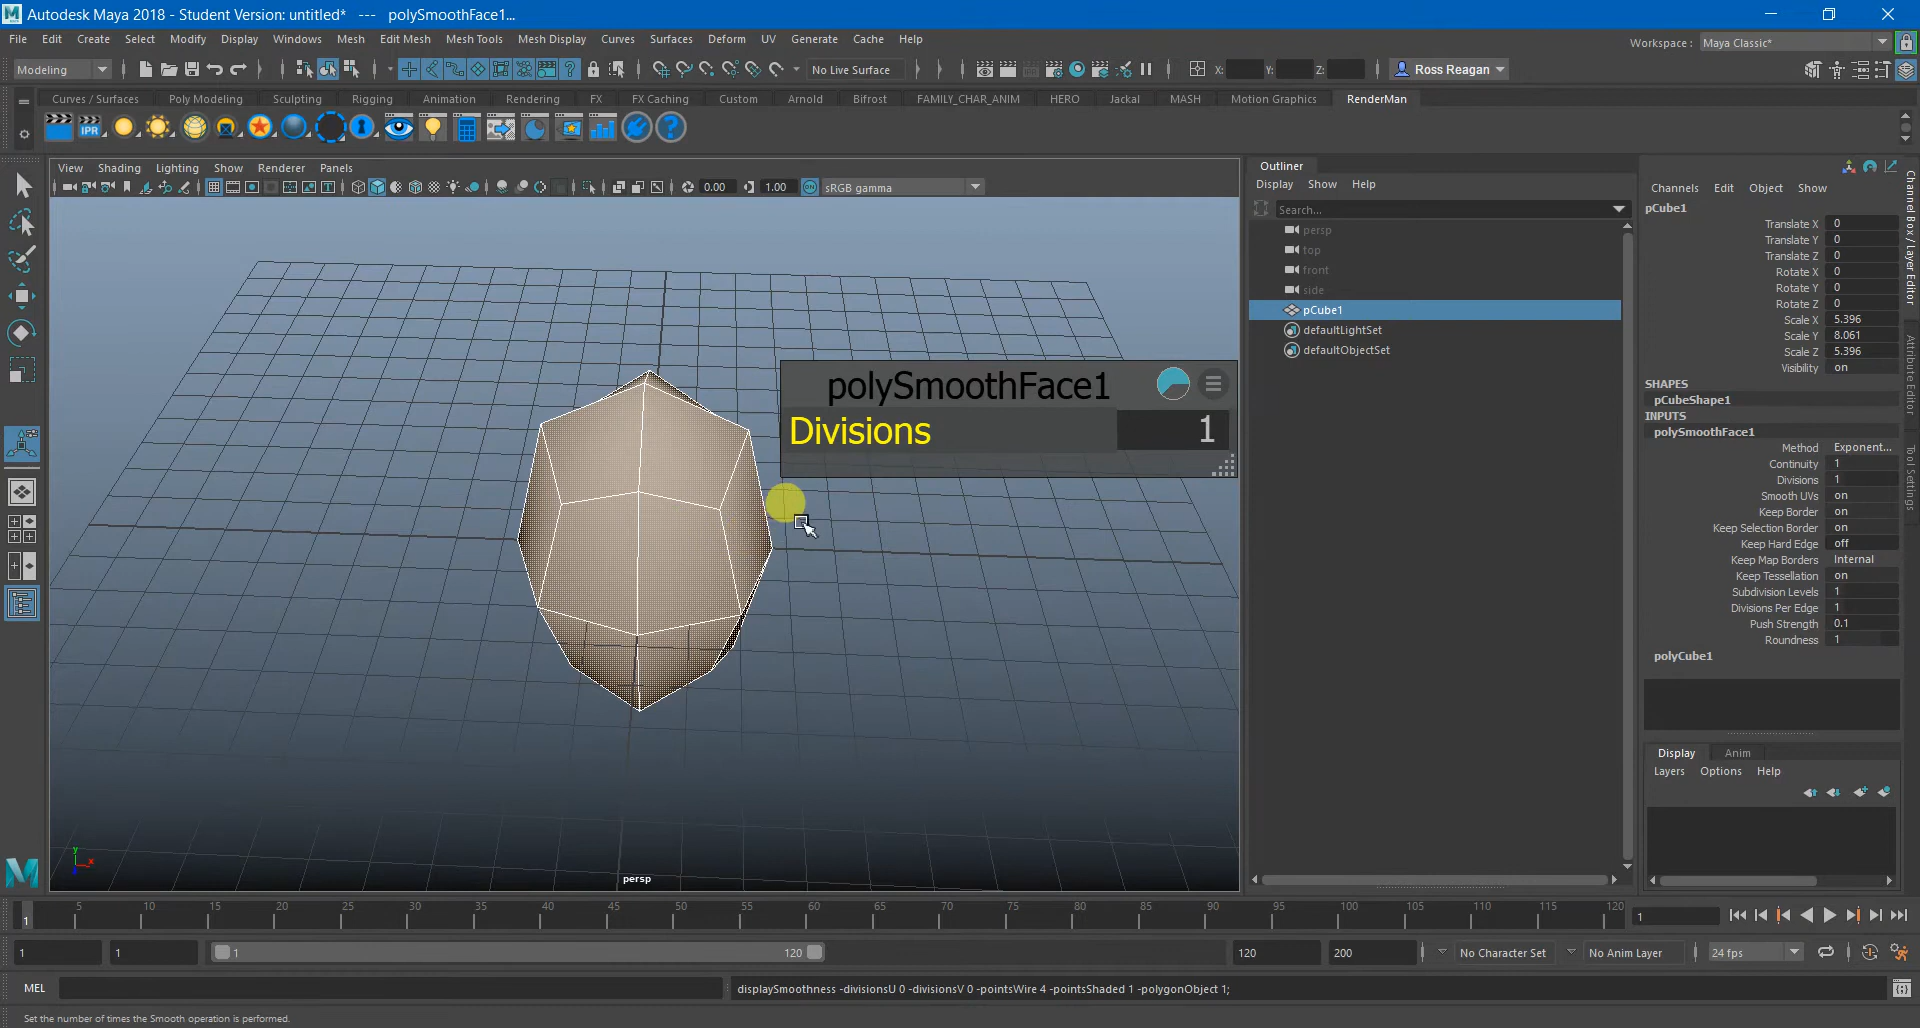 Autodesk Maya 2018 - Student Version: untitled* --- polySmoothFace1...
File Edit Create Select Modify Display Windows Mesh Edit Mesh Mesh Tools Mesh Display Curves Surfaces Deform UV Generate Cache Help
Workspace : Maya Classic*
Modeling No Live Surface X: Y: Z: Ross Reagan
Curves / Surfaces Poly Modeling Sculpting Rigging Animation Rendering FX FX Caching Custom Arnold Bifrost FAMILY_CHAR_ANIM HERO Jackal MASH Motion Graphics RenderMan
IPR
View Shading Lighting Show Renderer Panels
0.00 1.00 ON sRGB gamma
polySmoothFace1
Divisions 1
persp
y
x
Outliner
Display Show Help
Search...
persp
top
front
side
pCube1
defaultLightSet
defaultObjectSet
Channels Edit Object Show
pCube1
Translate X 0
Translate Y 0
Translate Z 0
Rotate X 0
Rotate Y 0
Rotate Z 0
Scale X 5.396
Scale Y 8.061
Scale Z 5.396
Visibility on
SHAPES
pCubeShape1
INPUTS
polySmoothFace1
Method Exponent...
Continuity 1
Divisions 1
Smooth UVs on
Keep Border on
Keep Selection Border on
Keep Hard Edge off
Keep Map Borders Internal
Keep Tessellation on
Subdivision Levels 1
Divisions Per Edge 1
Push Strength 0.1
Roundness 1
polyCube1
Display Anim
Layers Options Help
Channel Box / Layer Editor
Attribute Editor
Tool Settings
5 10 15 20 25 30 35 40 45 50 55 60 65 70 75 80 85 90 95 100 105 110 115 120
1
1
1 1 1 120 120 200 No Character Set No Anim Layer 24 fps
MEL displaySmoothness -divisionsU 0 -divisionsV 0 -pointsWire 4 -pointsShaded 1 -polygonObject 1;
Set the number of times the Smooth operation is performed.